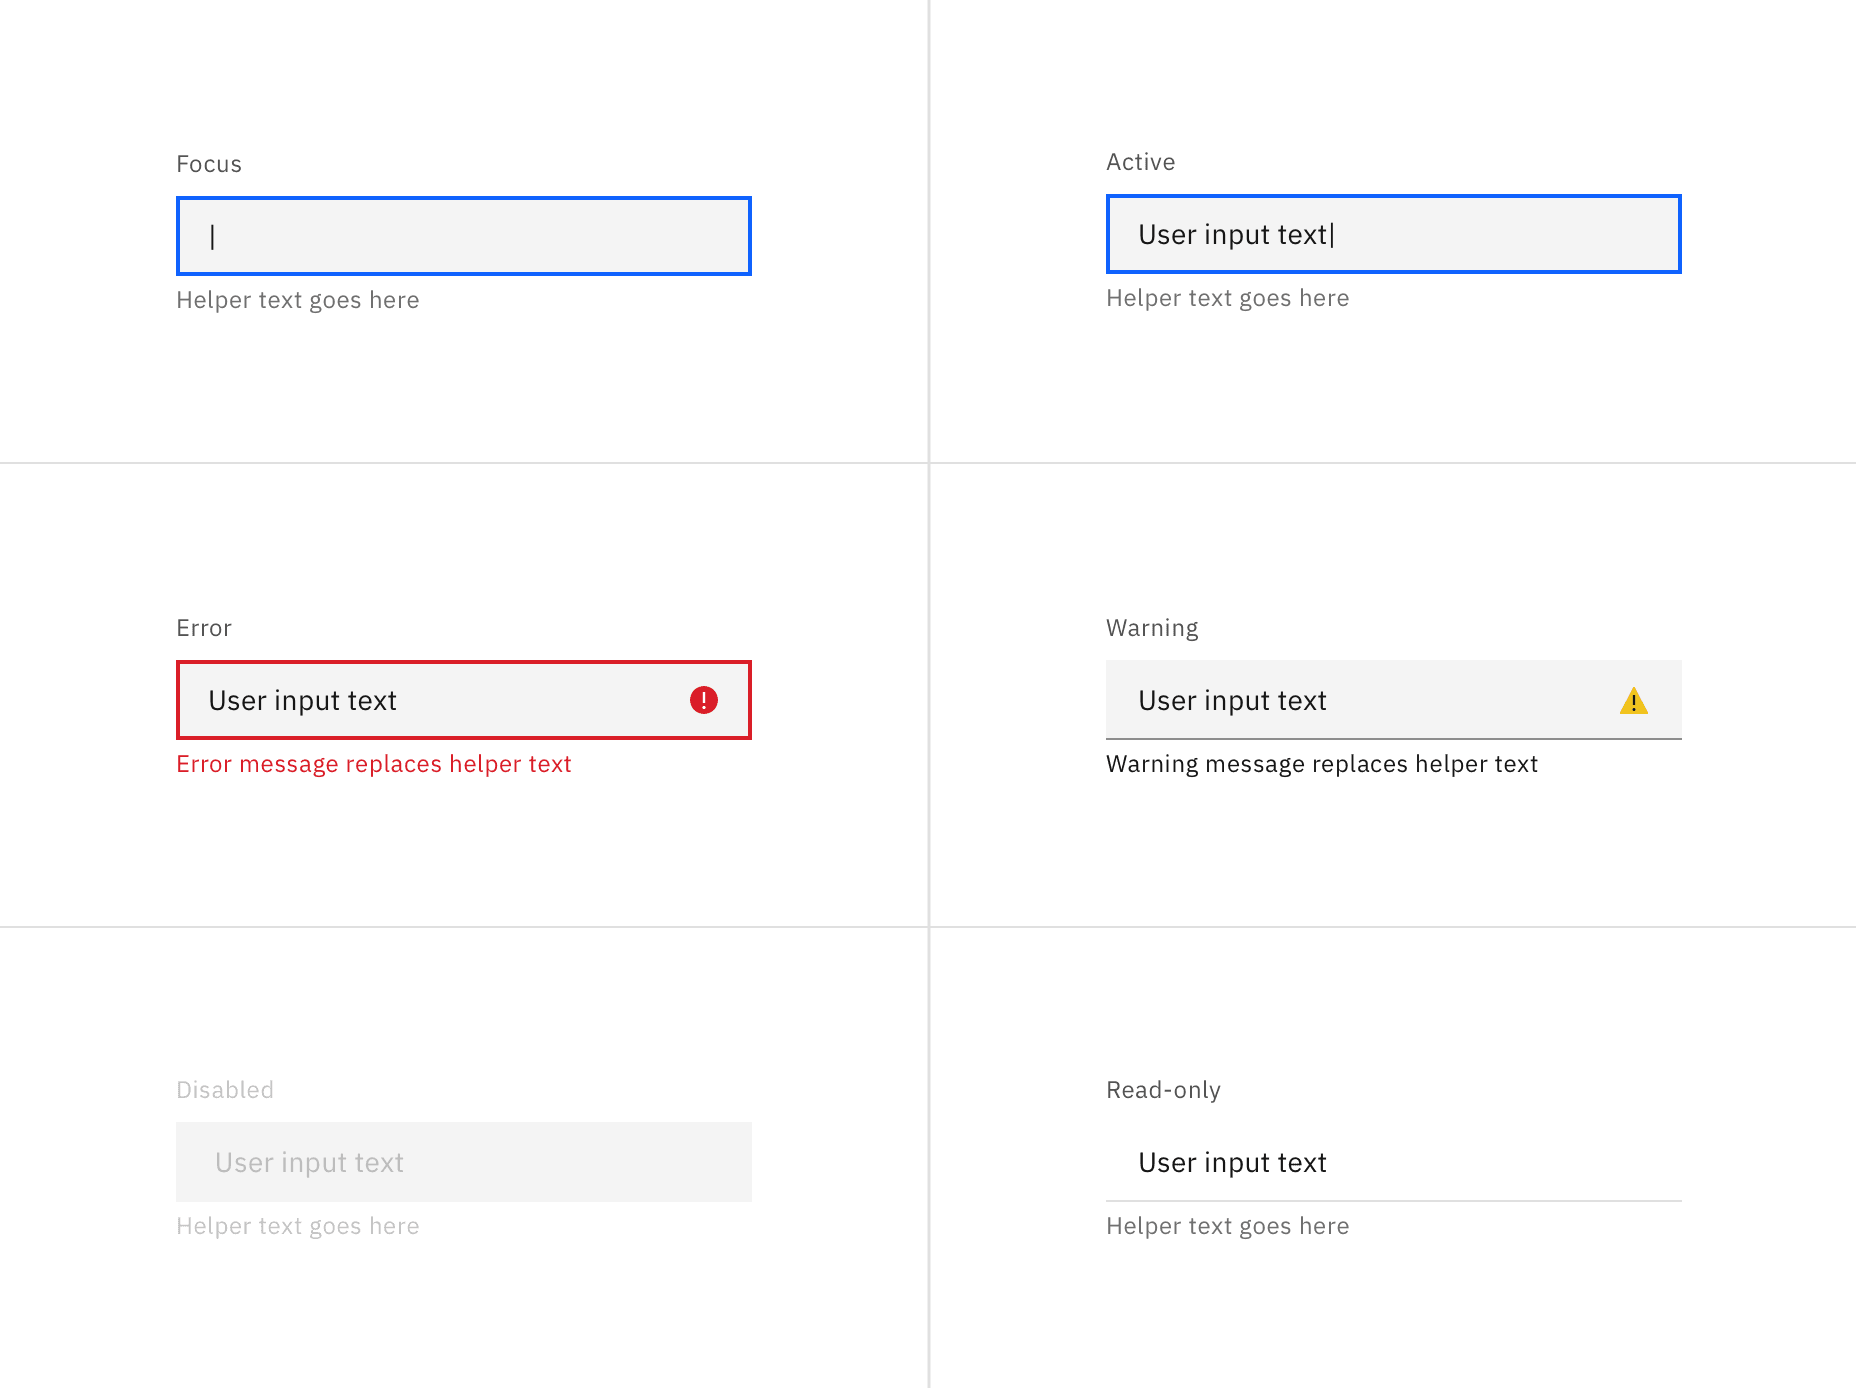 Focus
Helper text goes here
Active
User input text
Helper text goes here
Error
User input text
Error message replaces helper text
Warning
User input text
Warning message replaces helper text
Disabled
User input text
Helper text goes here
Read-only
User input text
Helper text goes here